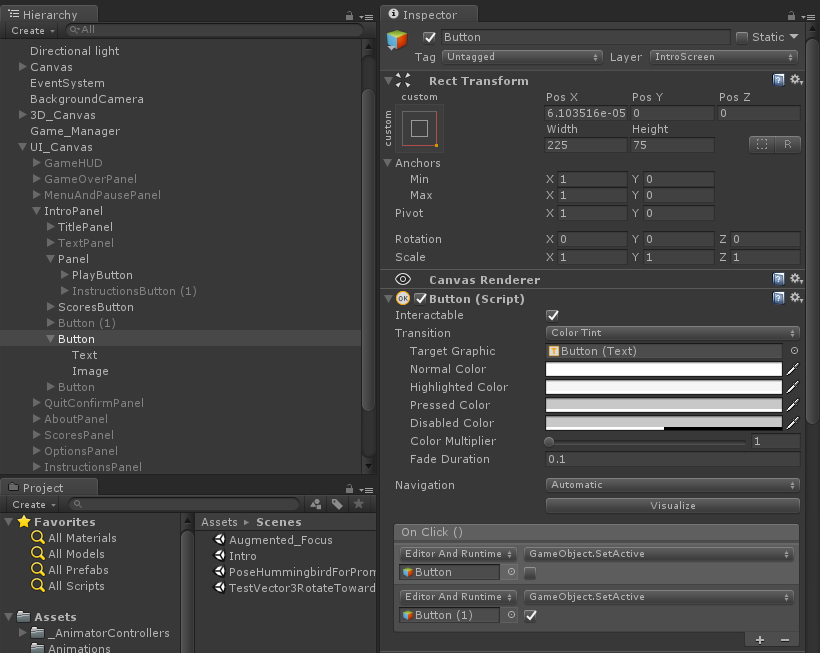 Hierarchy
Create
All
Directional light
Canvas
EventSystem
BackgroundCamera
3D_Canvas
Game_Manager
UI_Canvas
GameHUD
GameOverPanel
MenuAndPausePanel
IntroPanel
TitlePanel
TextPanel
Panel
PlayButton
InstructionsButton (1)
ScoresButton
Button (1)
Button
Text
Image
Button
QuitConfirmPanel
AboutPanel
ScoresPanel
OptionsPanel
InstructionsPanel
Project
Create
Favorites
All Materials
All Models
All Prefabs
All Scripts
Assets
_AnimatorControllers
Animations
Assets Scenes
Augmented_Focus
Intro
PoseHummingbirdForProm
TestVector3RotateToward
Inspector
Button Static
Tag Untagged Layer IntroScreen
Rect Transform
custom
custom
Pos X Pos Y Pos Z
6.103516e-05 0 0
Width Height
225 75
R
Anchors
Min X 1 Y 0
Max X 1 Y 0
Pivot X 1 Y 0
Rotation X 0 Y 0 Z 0
Scale X 1 Y 1 Z 1
Canvas Renderer
OK Button (Script)
Interactable
Transition Color Tint
Target Graphic Button (Text)
Normal Color
Highlighted Color
Pressed Color
Disabled Color
Color Multiplier 1
Fade Duration 0.1
Navigation Automatic
Visualize
On Click ()
Editor And Runtime GameObject.SetActive
Button
Editor And Runtime GameObject.SetActive
Button (1)